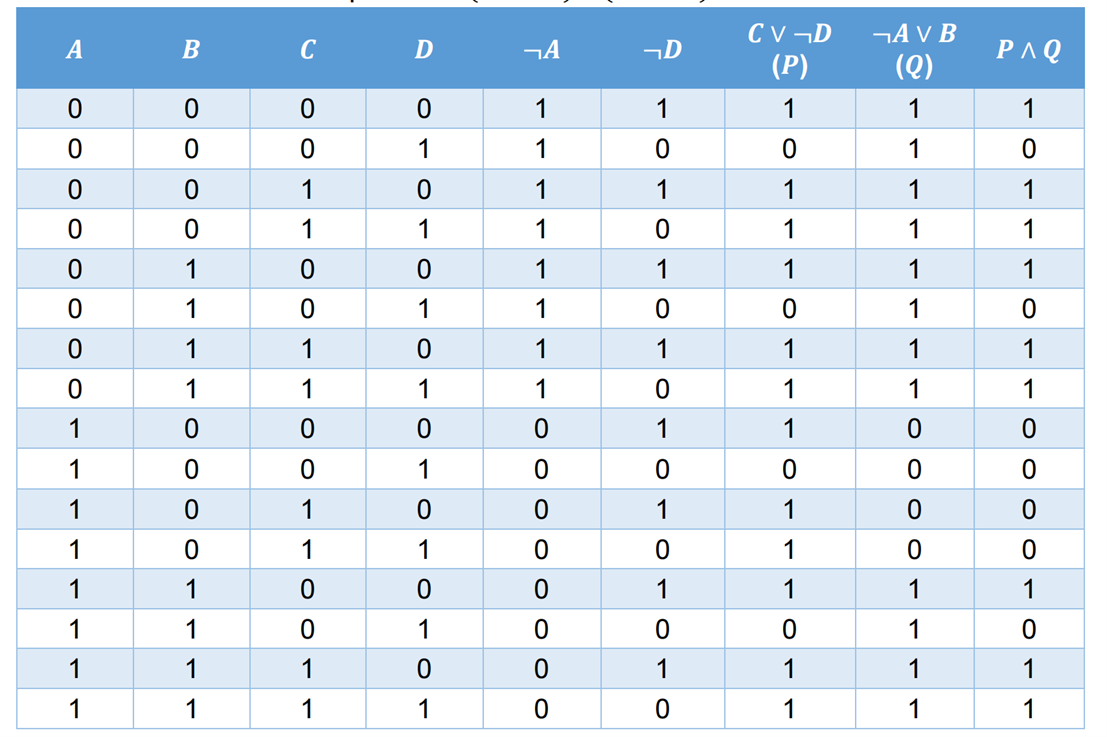 A B C D ¬A ¬D C ∨ ¬D (P) ¬A ∨ B (Q) P ∧ Q
0 0 0 0 1 1 1 1 1
0 0 0 1 1 0 0 1 0
0 0 1 0 1 1 1 1 1
0 0 1 1 1 0 1 1 1
0 1 0 0 1 1 1 1 1
0 1 0 1 1 0 0 1 0
0 1 1 0 1 1 1 1 1
0 1 1 1 1 0 1 1 1
1 0 0 0 0 1 1 0 0
1 0 0 1 0 0 0 0 0
1 0 1 0 0 1 1 0 0
1 0 1 1 0 0 1 0 0
1 1 0 0 0 1 1 1 1
1 1 0 1 0 0 0 1 0
1 1 1 0 0 1 1 1 1
1 1 1 1 0 0 1 1 1